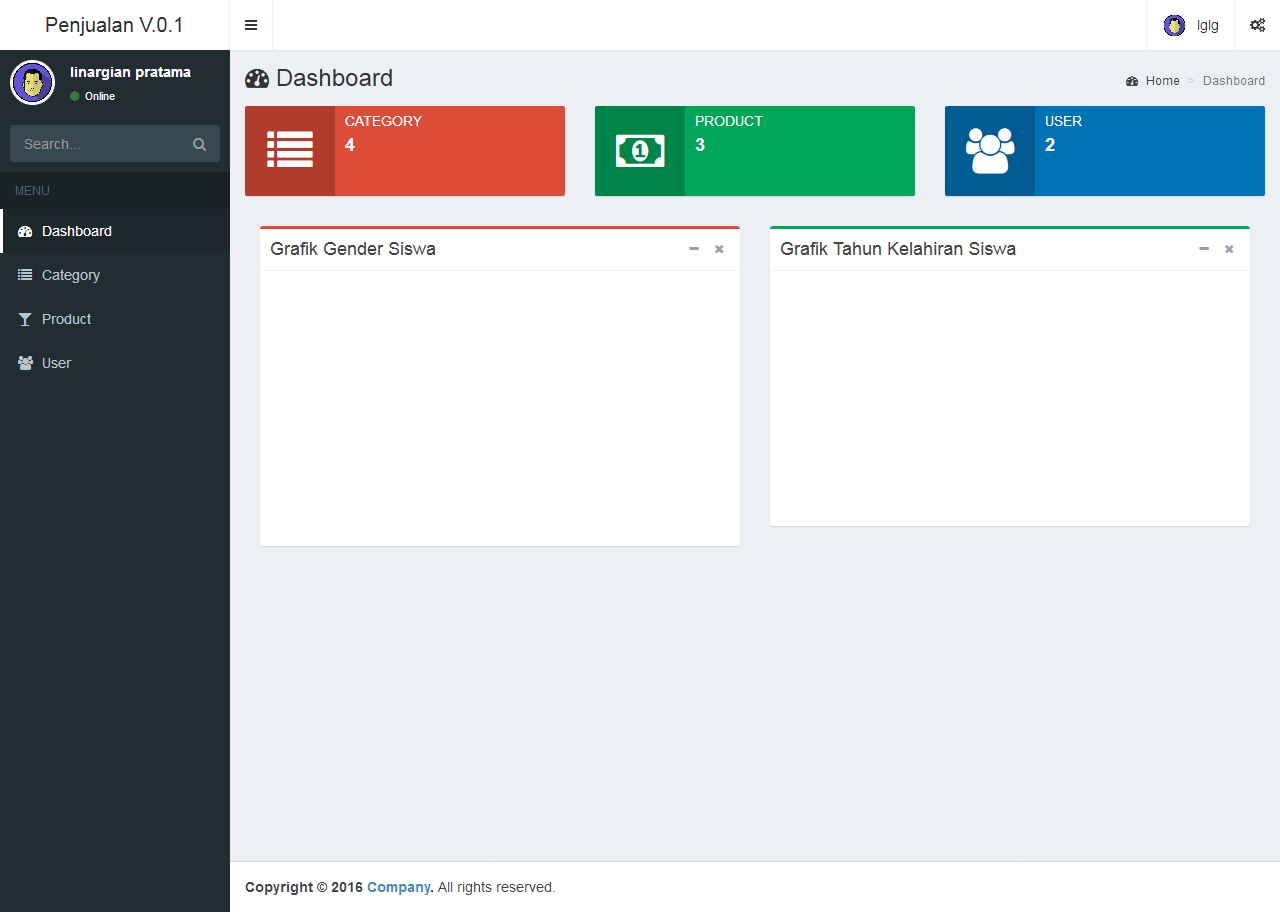 Penjualan V.0.1
lglg
linargian pratama
Online
Search...
MENU
Dashboard
Category
Product
User
Dashboard
Home > Dashboard
CATEGORY
4
PRODUCT
3
USER
2
Grafik Gender Siswa
Grafik Tahun Kelahiran Siswa
Copyright © 2016 Company. All rights reserved.